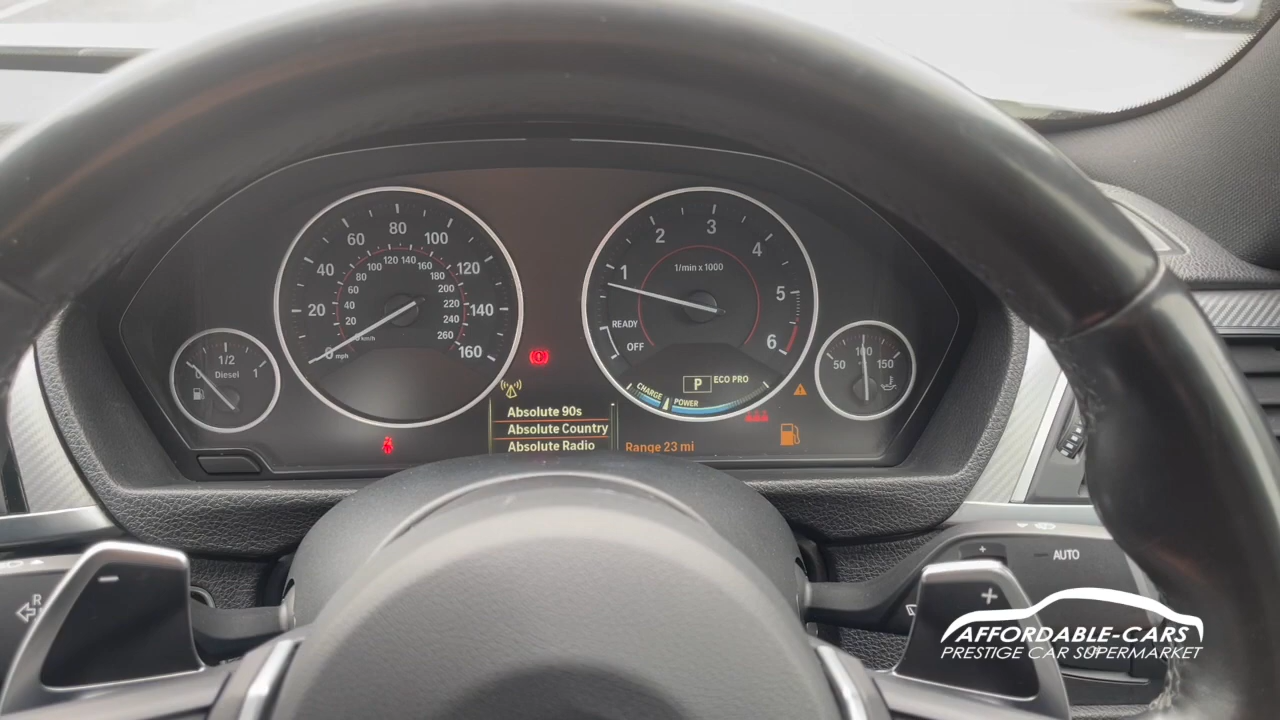 60 80 100
40 120
20 140
0 mph 160
100 120 140 160
80 180
60 200
40 220
20 240
km/h 260
0 1/2 1
Diesel
1 2 3 4 5 6
1/min x 1000
READY
OFF
CHARGE POWER
P ECO PRO
50 100 150
Absolute 90s
Absolute Country
Absolute Radio
Range 23 mi
R
−
+
AUTO
+
AFFORDABLE-CARS
PRESTIGE CAR SUPERMARKET